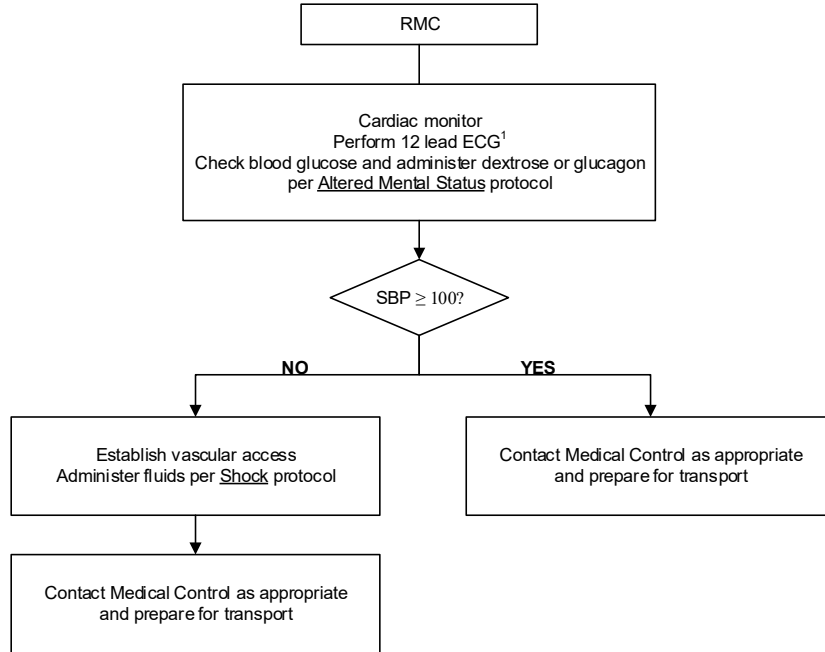 RMC
Cardiac monitor
Perform 12 lead ECG¹
Check blood glucose and administer dextrose or glucagon
per Altered Mental Status protocol
SBP ≥ 100?
NO
YES
Establish vascular access
Administer fluids per Shock protocol
Contact Medical Control as appropriate
and prepare for transport
Contact Medical Control as appropriate
and prepare for transport